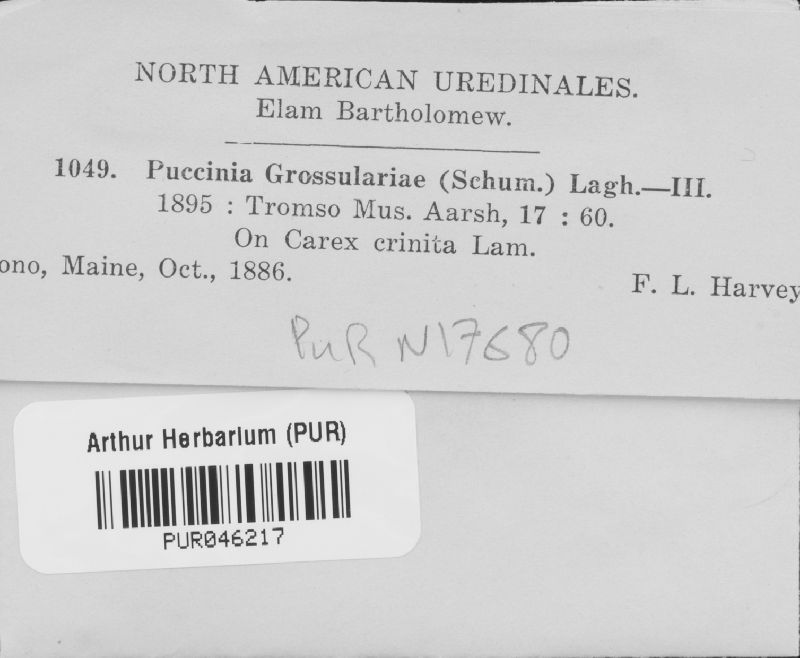 NORTH AMERICAN UREDINALES.
Elam Bartholomew.
1049. Puccinia Grossulariae (Schum.) Lagh.—III.
1895 : Tromso Mus. Aarsh, 17 : 60.
On Carex crinita Lam.
ono, Maine, Oct., 1886. F. L. Harvey
PUR N17680
Arthur Herbarium (PUR)
PUR046217